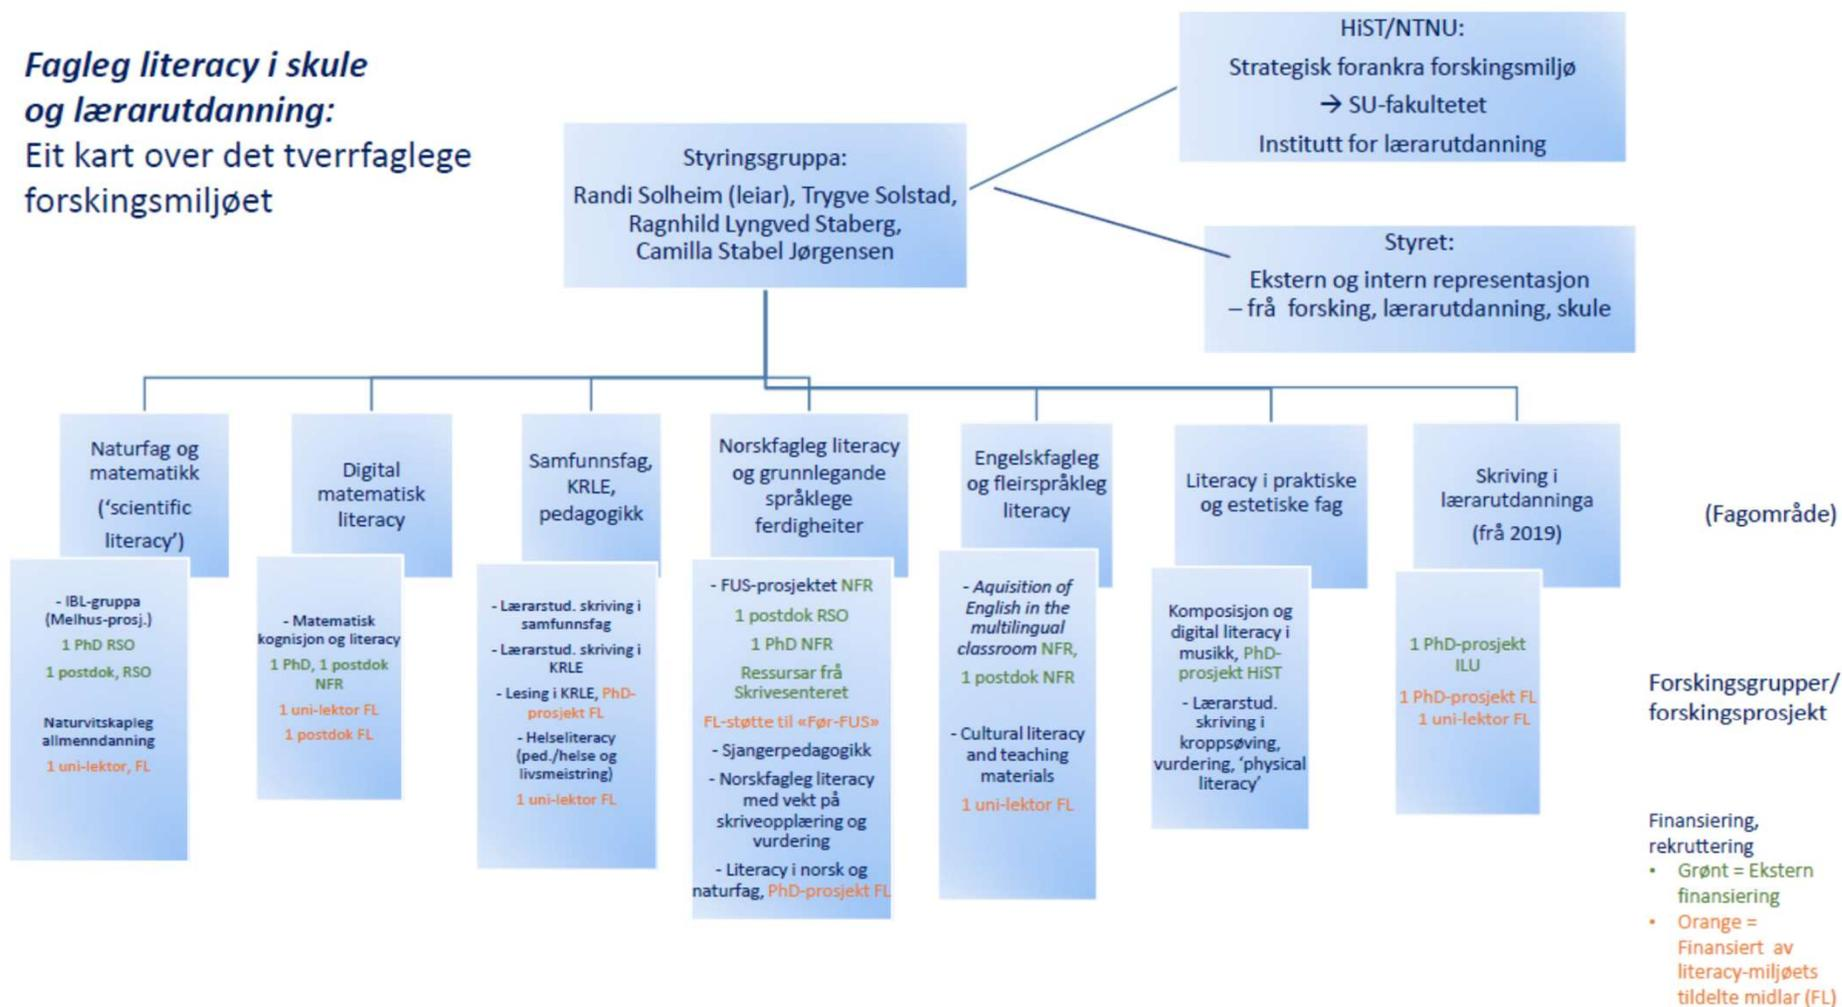 Fagleg literacy i skule
og lærarutdanning:
Eit kart over det tverrfaglege
forskingsmiljøet
HiST/NTNU:
Strategisk forankra forskingsmiljø
→ SU-fakultetet
Institutt for lærarutdanning
Styringsgruppa:
Randi Solheim (leiar), Trygve Solstad,
Ragnhild Lyngved Staberg,
Camilla Stabel Jørgensen
Styret:
Ekstern og intern representasjon
– frå forsking, lærarutdanning, skule
Naturfag og
matematikk
('scientific
literacy')
Digital
matematisk
literacy
Samfunnsfag,
KRLE,
pedagogikk
Norskfagleg literacy
og grunnlegande
språklege
ferdigheiter
Engelskfagleg
og fleirspråkleg
literacy
Literacy i praktiske
og estetiske fag
Skriving i
lærarutdanninga
(frå 2019)
(Fagområde)
- IBL-gruppa
(Melhus-prosj.)
1 PhD RSO
1 postdok, RSO
Naturvitskapleg
allmenndanning
1 uni-lektor, FL
- Matematisk
kognisjon og literacy
1 PhD, 1 postdok
NFR
1 uni-lektor FL
1 postdok FL
- Lærarstud. skriving i
samfunnsfag
- Lærarstud. skriving i
KRLE
- Lesing i KRLE, PhD-
prosjekt FL
- Helseliteracy
(ped./helse og
livsmeistring)
1 uni-lektor FL
- FUS-prosjektet NFR
1 postdok RSO
1 PhD NFR
Ressursar frå
Skrivesenteret
FL-støtte til «Før-FUS»
- Sjangerpedagogikk
- Norskfagleg literacy
med vekt på
skriveopplæring og
vurdering
- Literacy i norsk og
naturfag, PhD-prosjekt FL
- Aquisition of
English in the
multilingual
classroom NFR,
1 postdok NFR
- Cultural literacy
and teaching
materials
1 uni-lektor FL
Komposisjon og
digital literacy i
musikk, PhD-
prosjekt HiST
- Lærarstud.
skriving i
kroppsøving,
vurdering, 'physical
literacy'
1 PhD-prosjekt
ILU
1 PhD-prosjekt FL
1 uni-lektor FL
Forskingsgrupper/
forskingsprosjekt
Finansiering,
rekruttering
• Grønt = Ekstern
finansiering
• Orange =
Finansiert av
literacy-miljøets
tildelte midlar (FL)